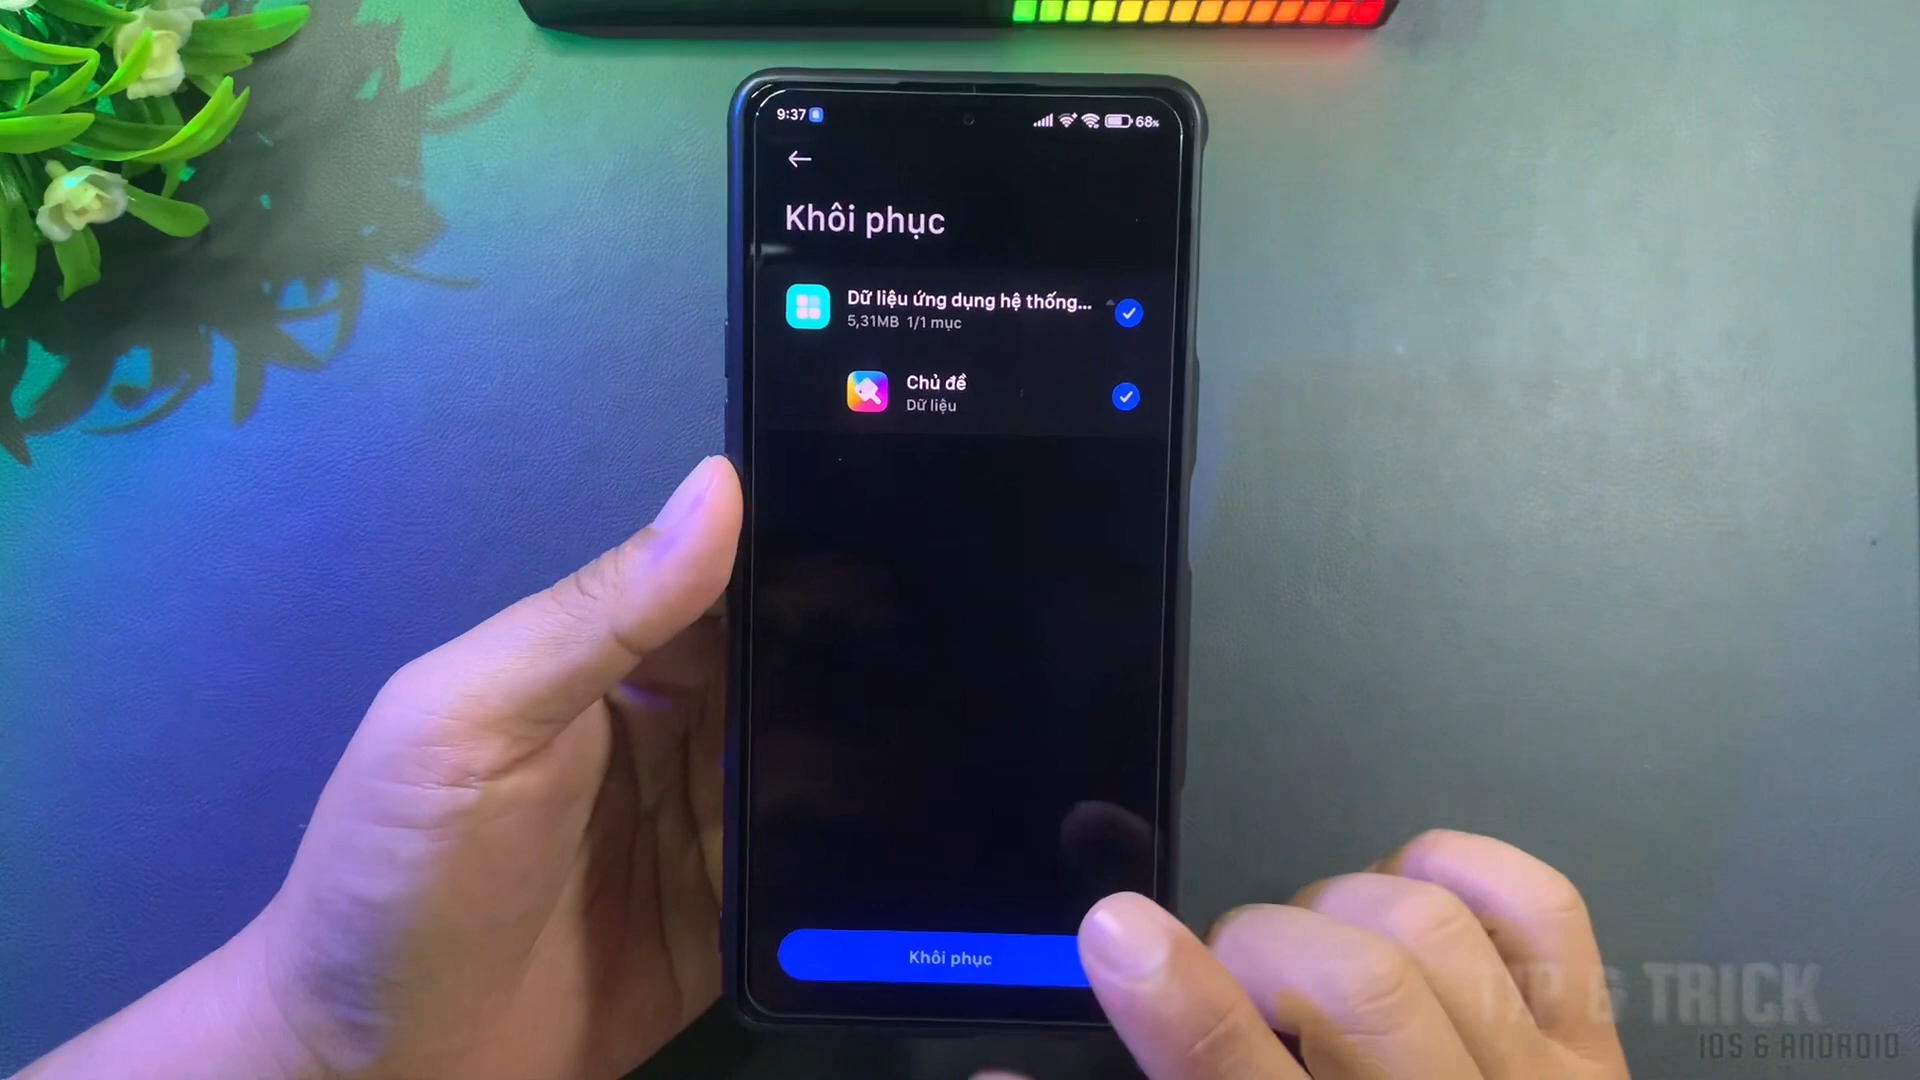 9:37
68%
Khôi phục
Dữ liệu ứng dụng hệ thống...
5,31MB 1/1 mục
Chủ đề
Dữ liệu
Khôi phục
TIP & TRICK
IOS & ANDROID